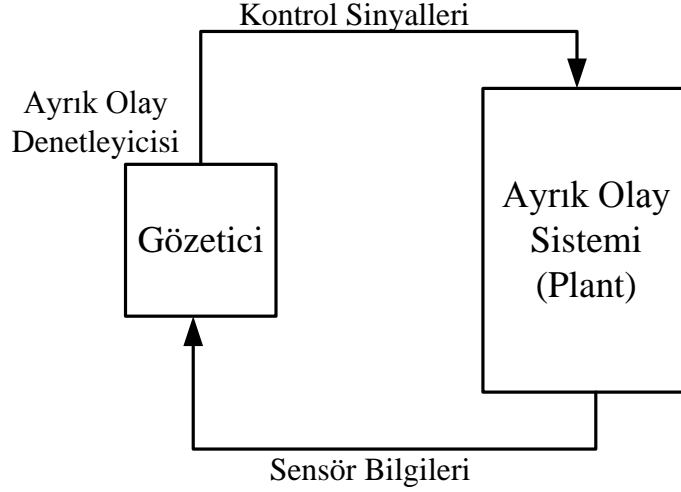 Kontrol Sinyalleri
Ayrık Olay
Denetleyicisi
Gözetici
Ayrık Olay
Sistemi
(Plant)
Sensör Bilgileri